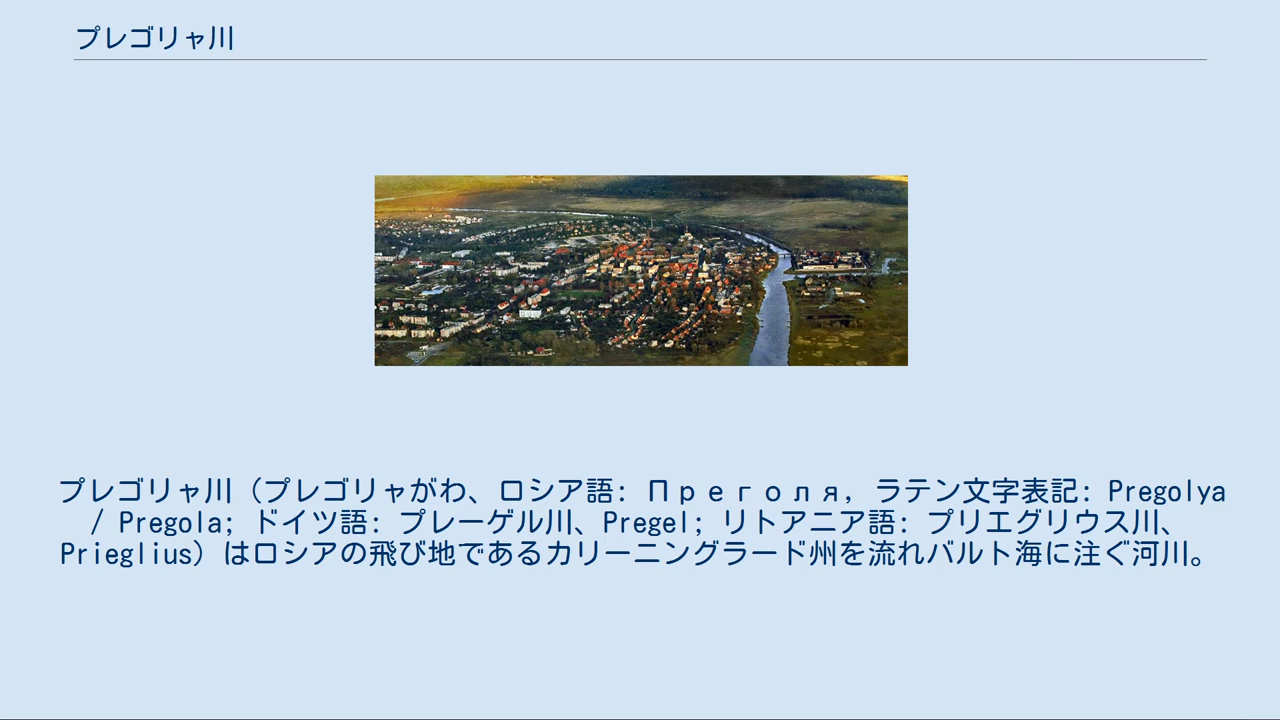 プレゴリャ川
プレゴリャ川（プレゴリャがわ、ロシア語: Преголя, ラテン文字表記: Pregolya
/ Pregola; ドイツ語: プレーゲル川、Pregel; リトアニア語: プリエグリウス川、
Prieglius）はロシアの飛び地であるカリーニングラード州を流れバルト海に注ぐ河川。